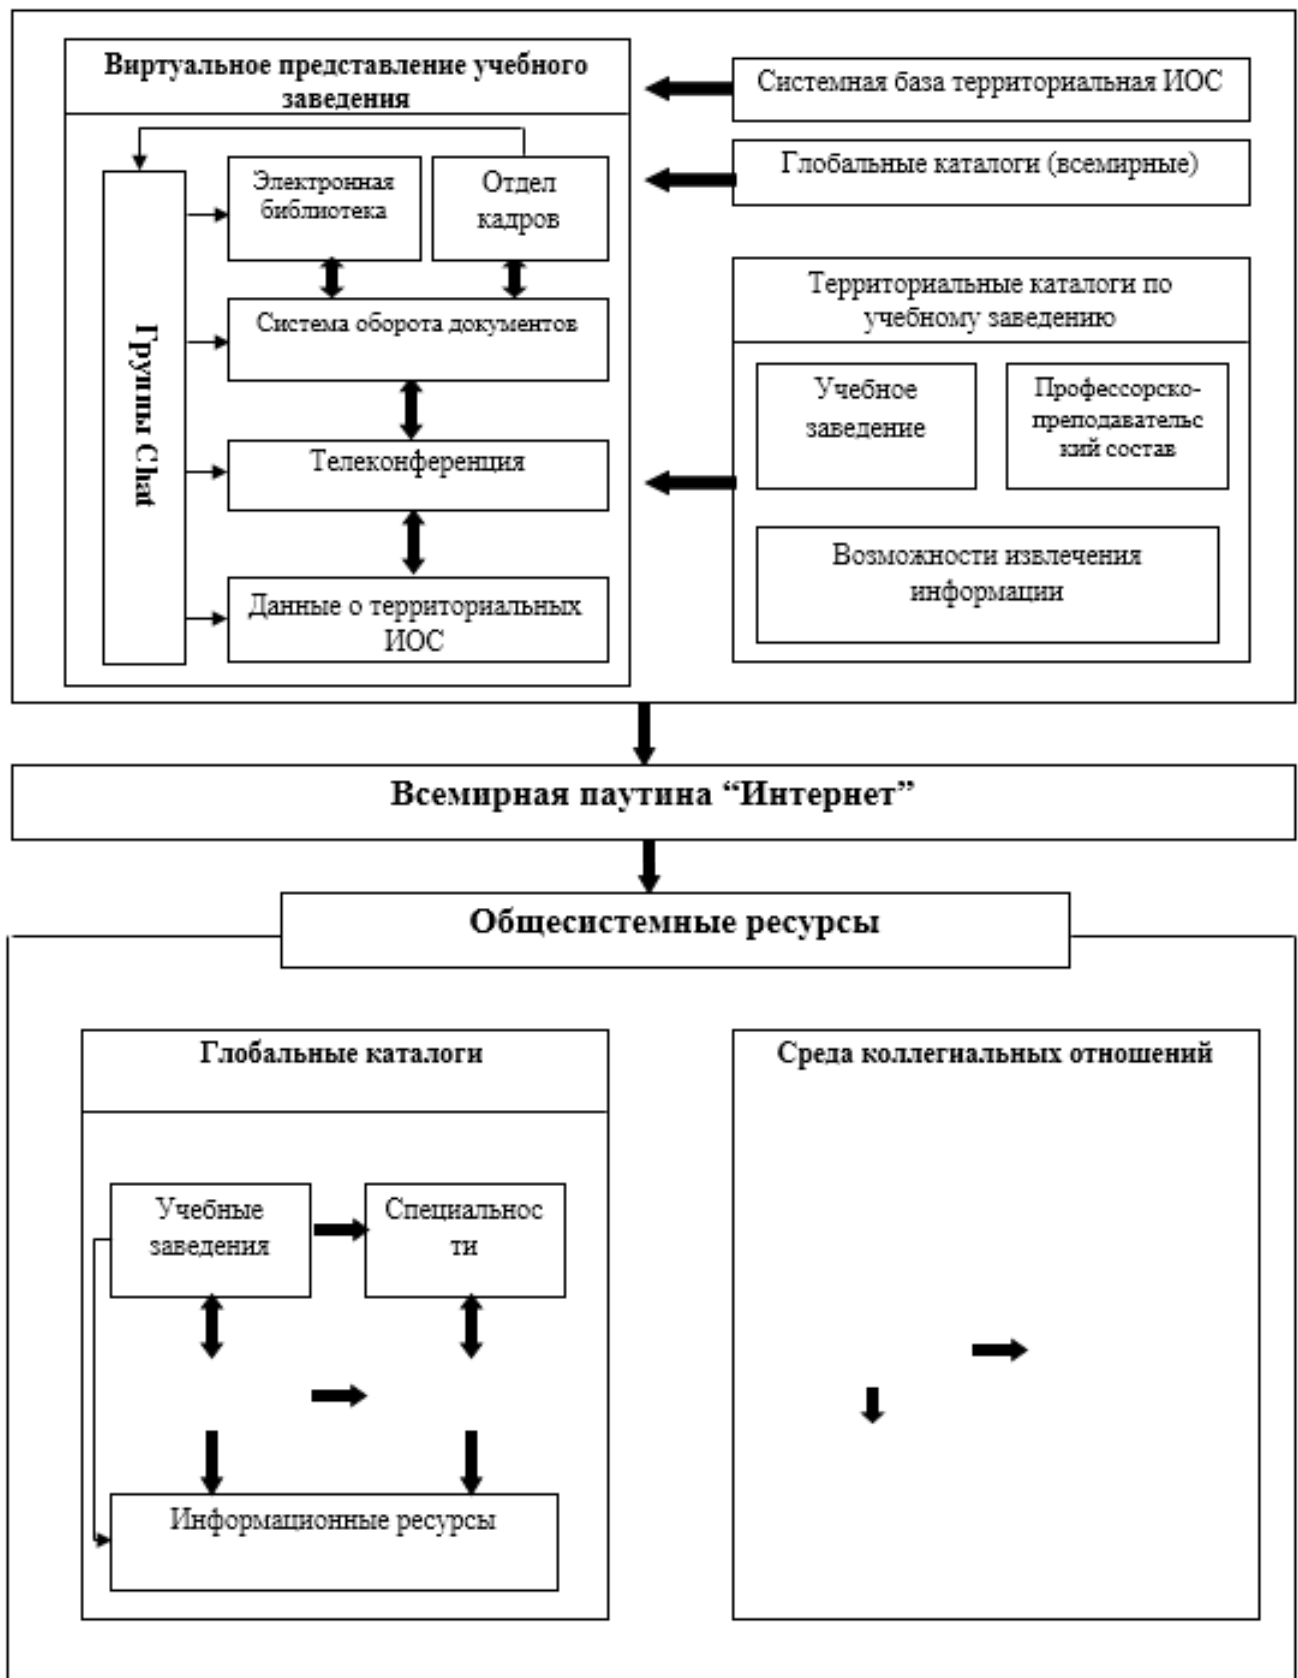 Виртуальное представление учебного
заведения
Системная база территориальная ИОС
Глобальные каталоги (всемирные)
Электронная
библиотека
Отдел
кадров
Группы Chat
Система оборота документов
Телеконференция
Данные о территориальных
ИОС
Территориальные каталоги по
учебному заведению
Учебное
заведение
Профессорско-
преподавательс
кий состав
Возможности извлечения
информации
Всемирная паутина “Интернет”
Общесистемные ресурсы
Глобальные каталоги
Учебные
заведения
Специальнос
ти
Информационные ресурсы
Среда коллегиальных отношений